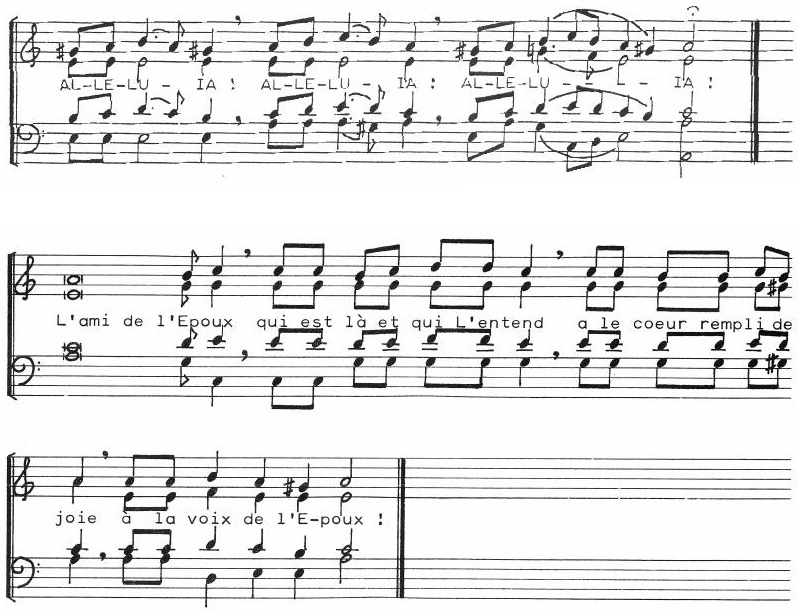 AL-LE-LU - IA ! AL-LE-LU - IA : AL-LE-LU - L - IA !
L'ami de l'Epoux qui est là et qui L'entend a le coeur rempli de
joie à la voix de l'E-poux !